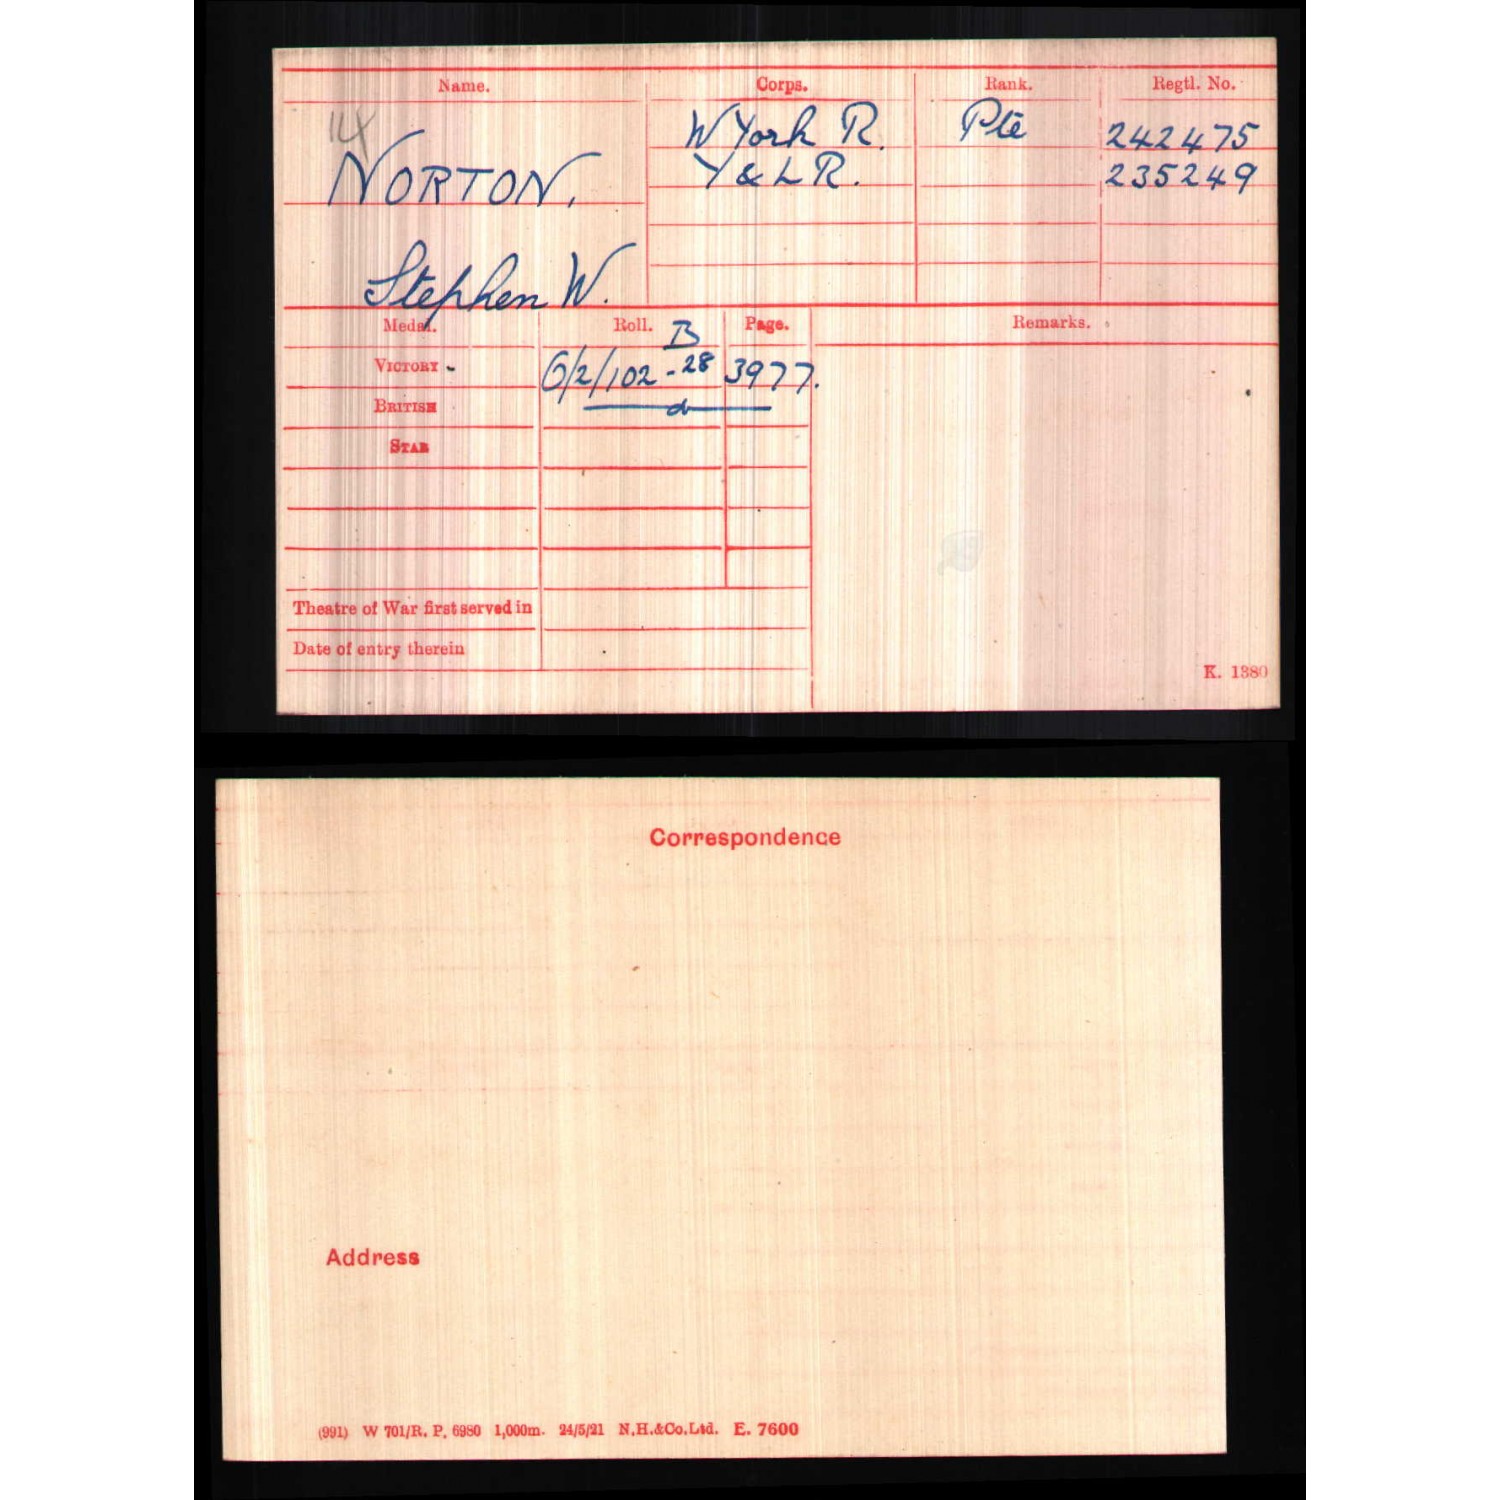 Name. Corps. Rank. Regtl. No.
14
W York R. Pte 242475
NORTON, Y & L R. 235249
Stephen W.
Medal. Roll. Page. Remarks.
B
VICTORY - O/2/102 - 28 3977.
BRITISH do
STAR
Theatre of War first served in
Date of entry therein
K. 1380
Correspondence
Address
(991) W 701/R. P. 6980 1,000m. 24/5/21 N.H.&Co.Ltd. E. 7600